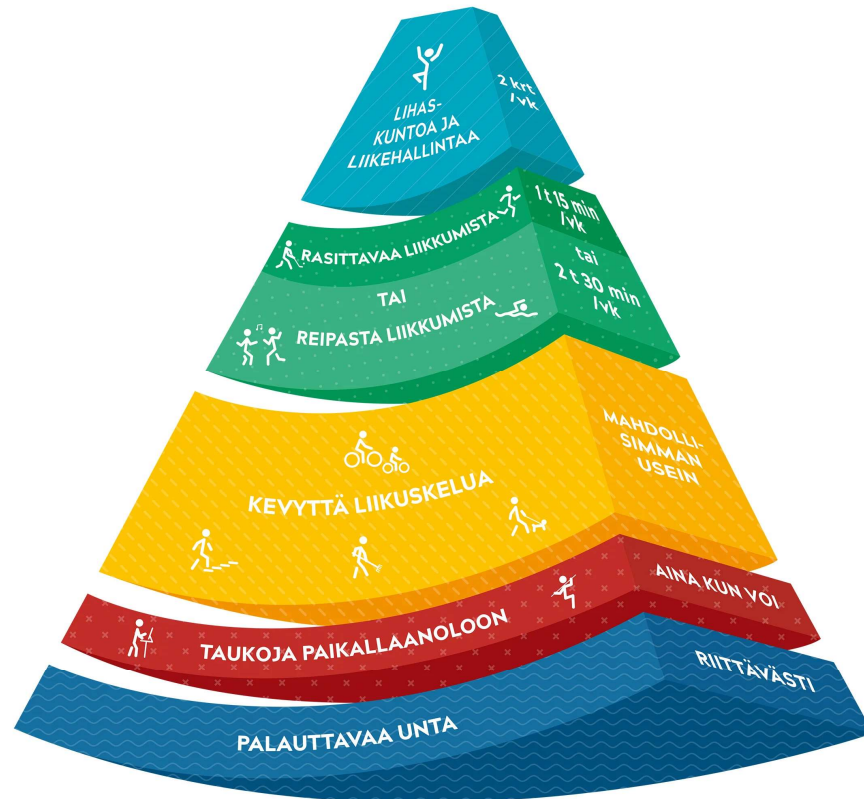 LIHAS-
KUNTOA JA
LIIKEHALLINTAA
2 krt
/vk
RASITTAVAA LIIKKUMISTA
1 t 15 min
/vk
TAI
REIPASTA LIIKKUMISTA
tai
2 t 30 min
/vk
KEVYTTÄ LIIKUSKELUA
MAHDOLLI-
SIMMAN
USEIN
TAUKOJA PAIKALLAANOLOON
AINA KUN VOI
PALAUTTAVAA UNTA
RIITTÄVÄSTI